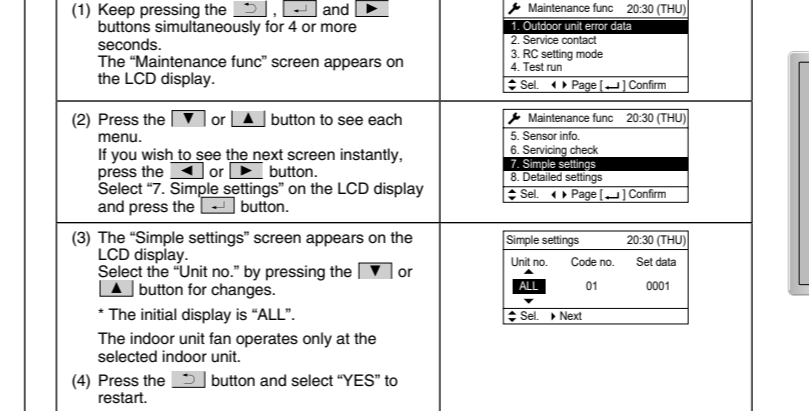 (1) Keep pressing the ⮌ , ↵ and ▶
buttons simultaneously for 4 or more
seconds.
The “Maintenance func” screen appears on
the LCD display.
Maintenance func 20:30 (THU)
1. Outdoor unit error data
2. Service contact
3. RC setting mode
4. Test run
Sel. Page [↵] Confirm
(2) Press the ▼ or ▲ button to see each
menu.
If you wish to see the next screen instantly,
press the ◀ or ▶ button.
Select “7. Simple settings” on the LCD display
and press the ↵ button.
Maintenance func 20:30 (THU)
5. Sensor info.
6. Servicing check
7. Simple settings
8. Detailed settings
Sel. Page [↵] Confirm
(3) The “Simple settings” screen appears on the
LCD display.
Select the “Unit no.” by pressing the ▼ or
▲ button for changes.
* The initial display is “ALL”.
The indoor unit fan operates only at the
selected indoor unit.
Simple settings 20:30 (THU)
Unit no. Code no. Set data
ALL 01 0001
Sel. Next
(4) Press the ⮌ button and select “YES” to
restart.